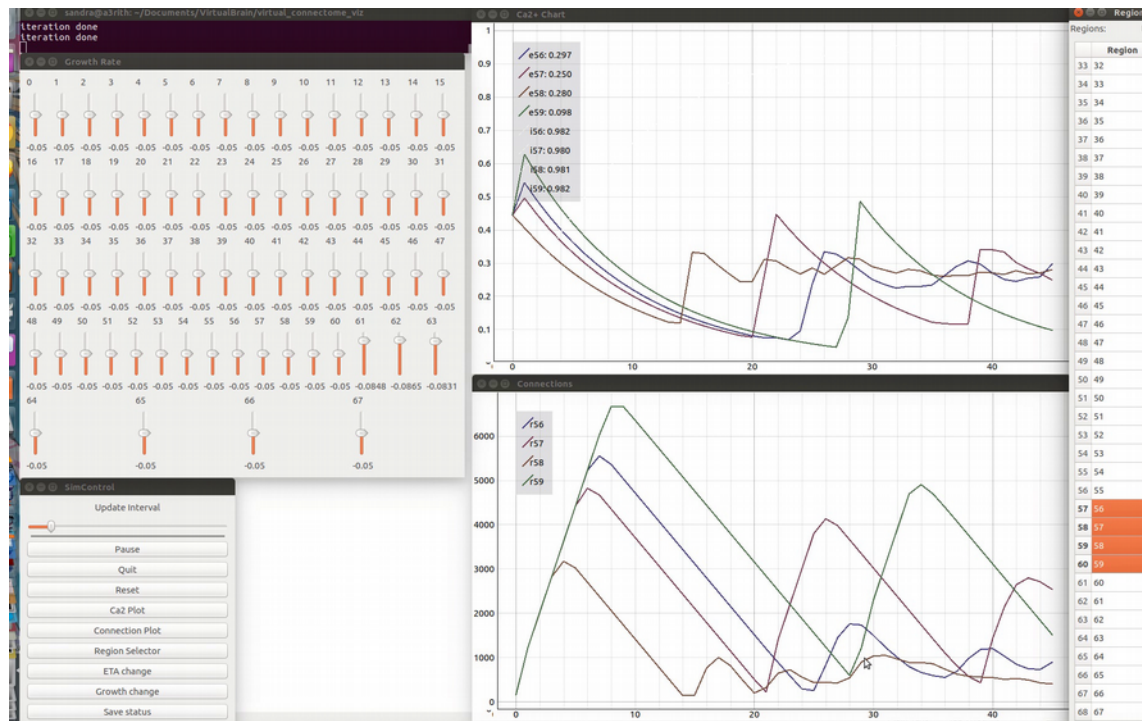 sandra@a3rith: ~/Documents/VirtualBrain/virtual_connectome_viz
iteration done
iteration done
Growth Rate
0 1 2 3 4 5 6 7 8 9 10 11 12 13 14 15
-0.05 -0.05 -0.05 -0.05 -0.05 -0.05 -0.05 -0.05 -0.05 -0.05 -0.05 -0.05 -0.05 -0.05 -0.05 -0.05
16 17 18 19 20 21 22 23 24 25 26 27 28 29 30 31
-0.05 -0.05 -0.05 -0.05 -0.05 -0.05 -0.05 -0.05 -0.05 -0.05 -0.05 -0.05 -0.05 -0.05 -0.05 -0.05
32 33 34 35 36 37 38 39 40 41 42 43 44 45 46 47
-0.05 -0.05 -0.05 -0.05 -0.05 -0.05 -0.05 -0.05 -0.05 -0.05 -0.05 -0.05 -0.05 -0.05 -0.05 -0.05
48 49 50 51 52 53 54 55 56 57 58 59 60 61 62 63
-0.05 -0.05 -0.05 -0.05 -0.05 -0.05 -0.05 -0.05 -0.05 -0.05 -0.05 -0.05 -0.05 -0.0848 -0.0865 -0.0831
64 65 66 67
-0.05 -0.05 -0.05 -0.05
SimControl
Update Interval
Pause
Quit
Reset
Ca2 Plot
Connection Plot
Region Selector
ETA change
Growth change
Save status
Ca2+ Chart
1
0.9
0.8
0.7
0.6
0.5
0.4
0.3
0.2
0.1
e56: 0.297
e57: 0.250
e58: 0.280
e59: 0.098
i56: 0.982
i57: 0.980
i58: 0.981
i59: 0.982
0 10 20 30 40
Connections
6000
5000
4000
3000
2000
1000
0
r56
r57
r58
r59
0 10 20 30 40
Region
Regions:
Region
33 32
34 33
35 34
36 35
37 36
38 37
39 38
40 39
41 40
42 41
43 42
44 43
45 44
46 45
47 46
48 47
49 48
50 49
51 50
52 51
53 52
54 53
55 54
56 55
57 56
58 57
59 58
60 59
61 60
62 61
63 62
64 63
65 64
66 65
67 66
68 67